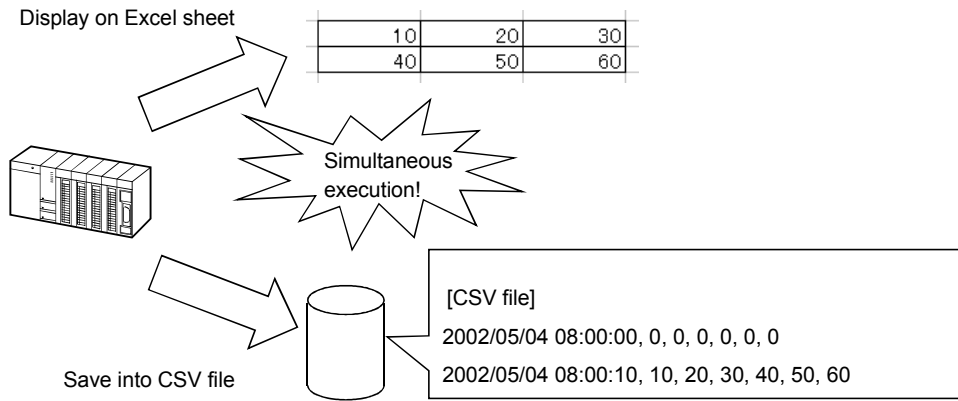 Display on Excel sheet
10 20 30
40 50 60
Simultaneous
execution!
[CSV file]
2002/05/04 08:00:00, 0, 0, 0, 0, 0, 0
2002/05/04 08:00:10, 10, 20, 30, 40, 50, 60
Save into CSV file